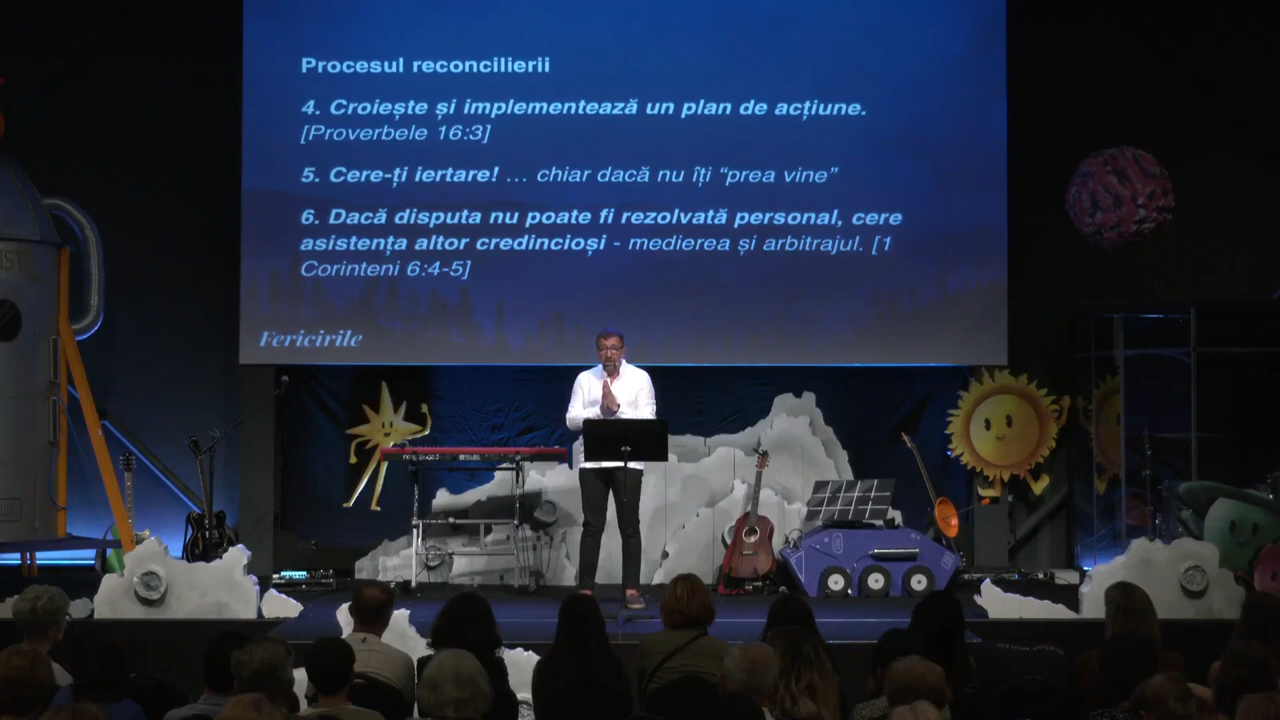 Procesul reconcilierii
4. Croiește și implementează un plan de acțiune.
[Proverbele 16:3]
5. Cere-ți iertare! ... chiar dacă nu îți “prea vine”
6. Dacă disputa nu poate fi rezolvată personal, cere
asistența altor credincioși - medierea și arbitrajul. [1
Corinteni 6:4-5]
Fericirile